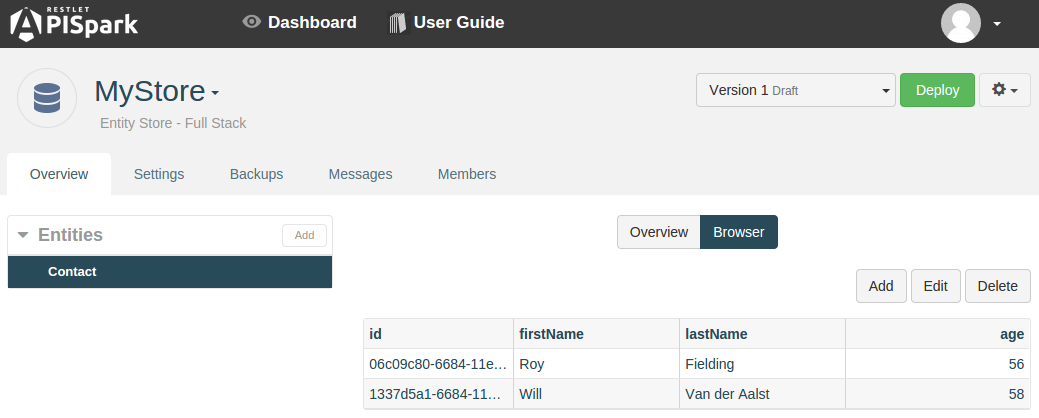 RESTLET
APISpark Dashboard User Guide
MyStore Version 1 Draft Deploy
Entity Store - Full Stack
Overview Settings Backups Messages Members
Entities Add Overview Browser
Contact
Add Edit Delete
id firstName lastName age
06c09c80-6684-11e... Roy Fielding 56
1337d5a1-6684-11... Will Van der Aalst 58